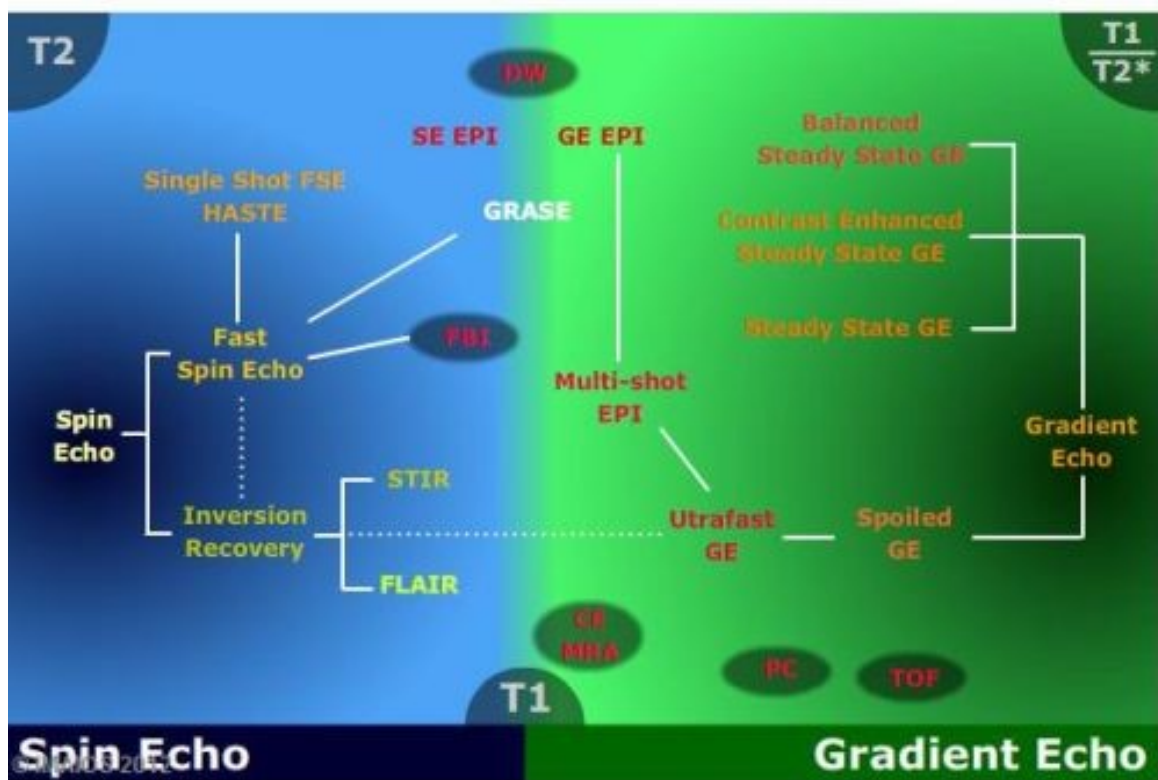 T2
T1
T2*
DW
SE EPI
GE EPI
Balanced
Steady State GE
Single Shot FSE
HASTE
GRASE
Contrast Enhanced
Steady State GE
Fast
Spin Echo
FBI
Steady State GE
Multi-shot
EPI
Spin
Echo
Gradient
Echo
STIR
Inversion
Recovery
Utrafast
GE
Spoiled
GE
FLAIR
CE
MRA
PC
TOF
T1
Spin Echo
Gradient Echo
© IMAIOS 2012